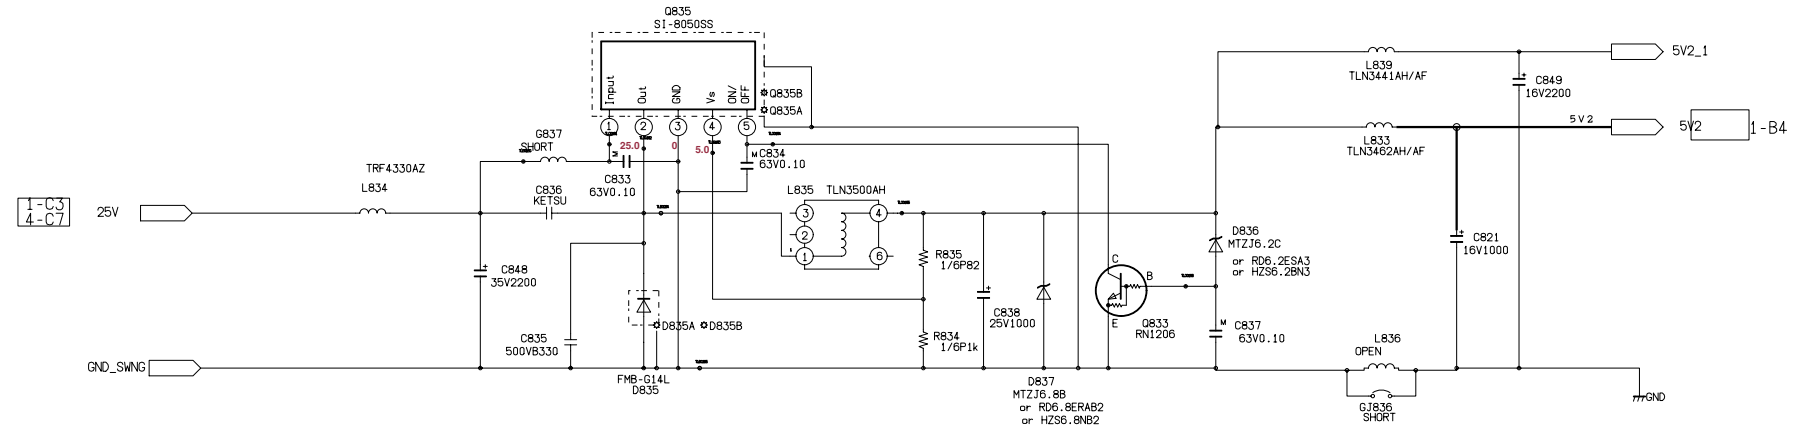 Q835
SI-8050SS
Input
Out
GND
Vs
ON/
OFF
✡Q835B
✡Q835A
1
2
3
4
5
25.0
0
5.0
G837
SHORT
M
C833
63V0.10
M
C834
63V0.10
TRF4330AZ
L834
C836
KETSU
1-C3
4-C7
25V
L835
TLN3500AH
3
2
1
4
6
+
C848
35V2200
R835
1/6P82
R834
1/6P1k
C835
500VB330
✡D835A ✡D835B
FMB-G14L
D835
GND_SWNG
+
C838
25V1000
D837
MTZJ6.8B
or RD6.8ERAB2
or HZS6.8NB2
C
B
E
Q833
RN1206
D836
MTZJ6.2C
or RD6.2ESA3
or HZS6.2BN3
M
C837
63V0.10
L839
TLN3441AH/AF
+
C849
16V2200
5V2_1
L833
TLN3462AH/AF
5V2
5V2
1-B4
+
C821
16V1000
L836
OPEN
GJ836
SHORT
GND